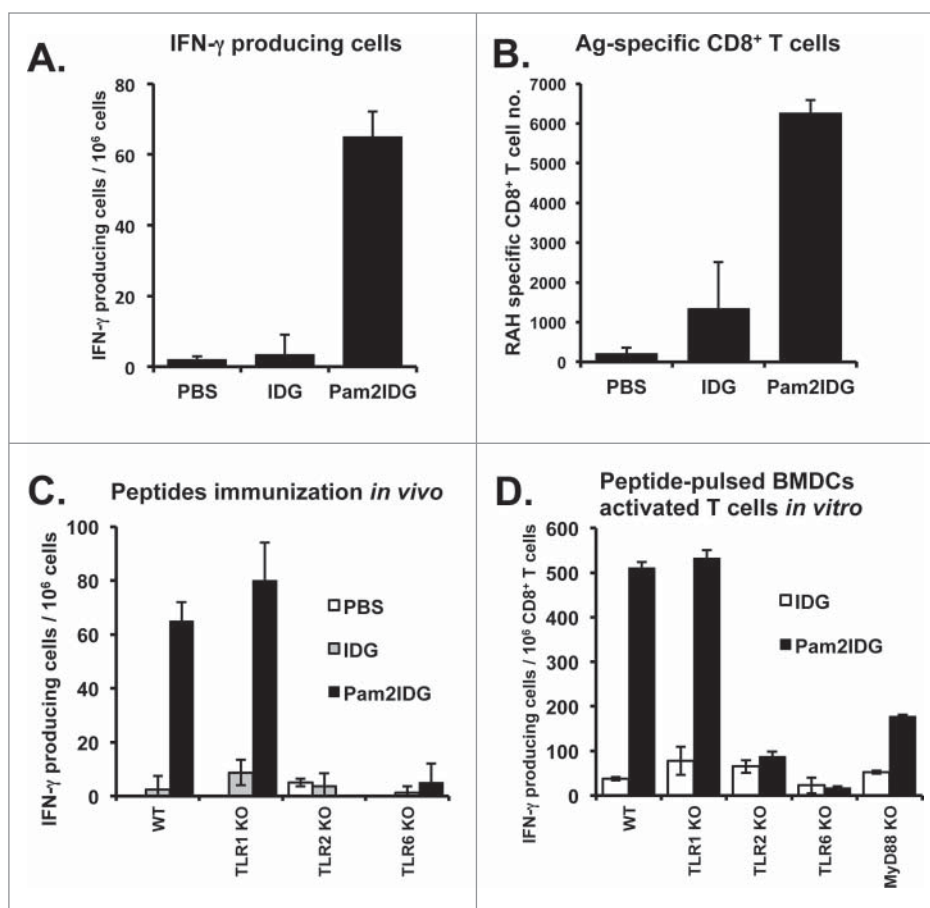 A.
IFN-γ producing cells
IFN-γ producing cells / 10⁶ cells
80
60
40
20
0
PBS IDG Pam2IDG
B.
Ag-specific CD8⁺ T cells
RAH specific CD8⁺ T cell no.
7000
6000
5000
4000
3000
2000
1000
0
PBS IDG Pam2IDG
C.
Peptides immunization in vivo
IFN-γ producing cells / 10⁶ cells
100
80
60
40
20
0
PBS
IDG
Pam2IDG
WT
TLR1 KO
TLR2 KO
TLR6 KO
D.
Peptide-pulsed BMDCs
activated T cells in vitro
IFN-γ producing cells / 10⁶ CD8⁺ T cells
600
500
400
300
200
100
0
IDG
Pam2IDG
WT
TLR1 KO
TLR2 KO
TLR6 KO
MyD88 KO